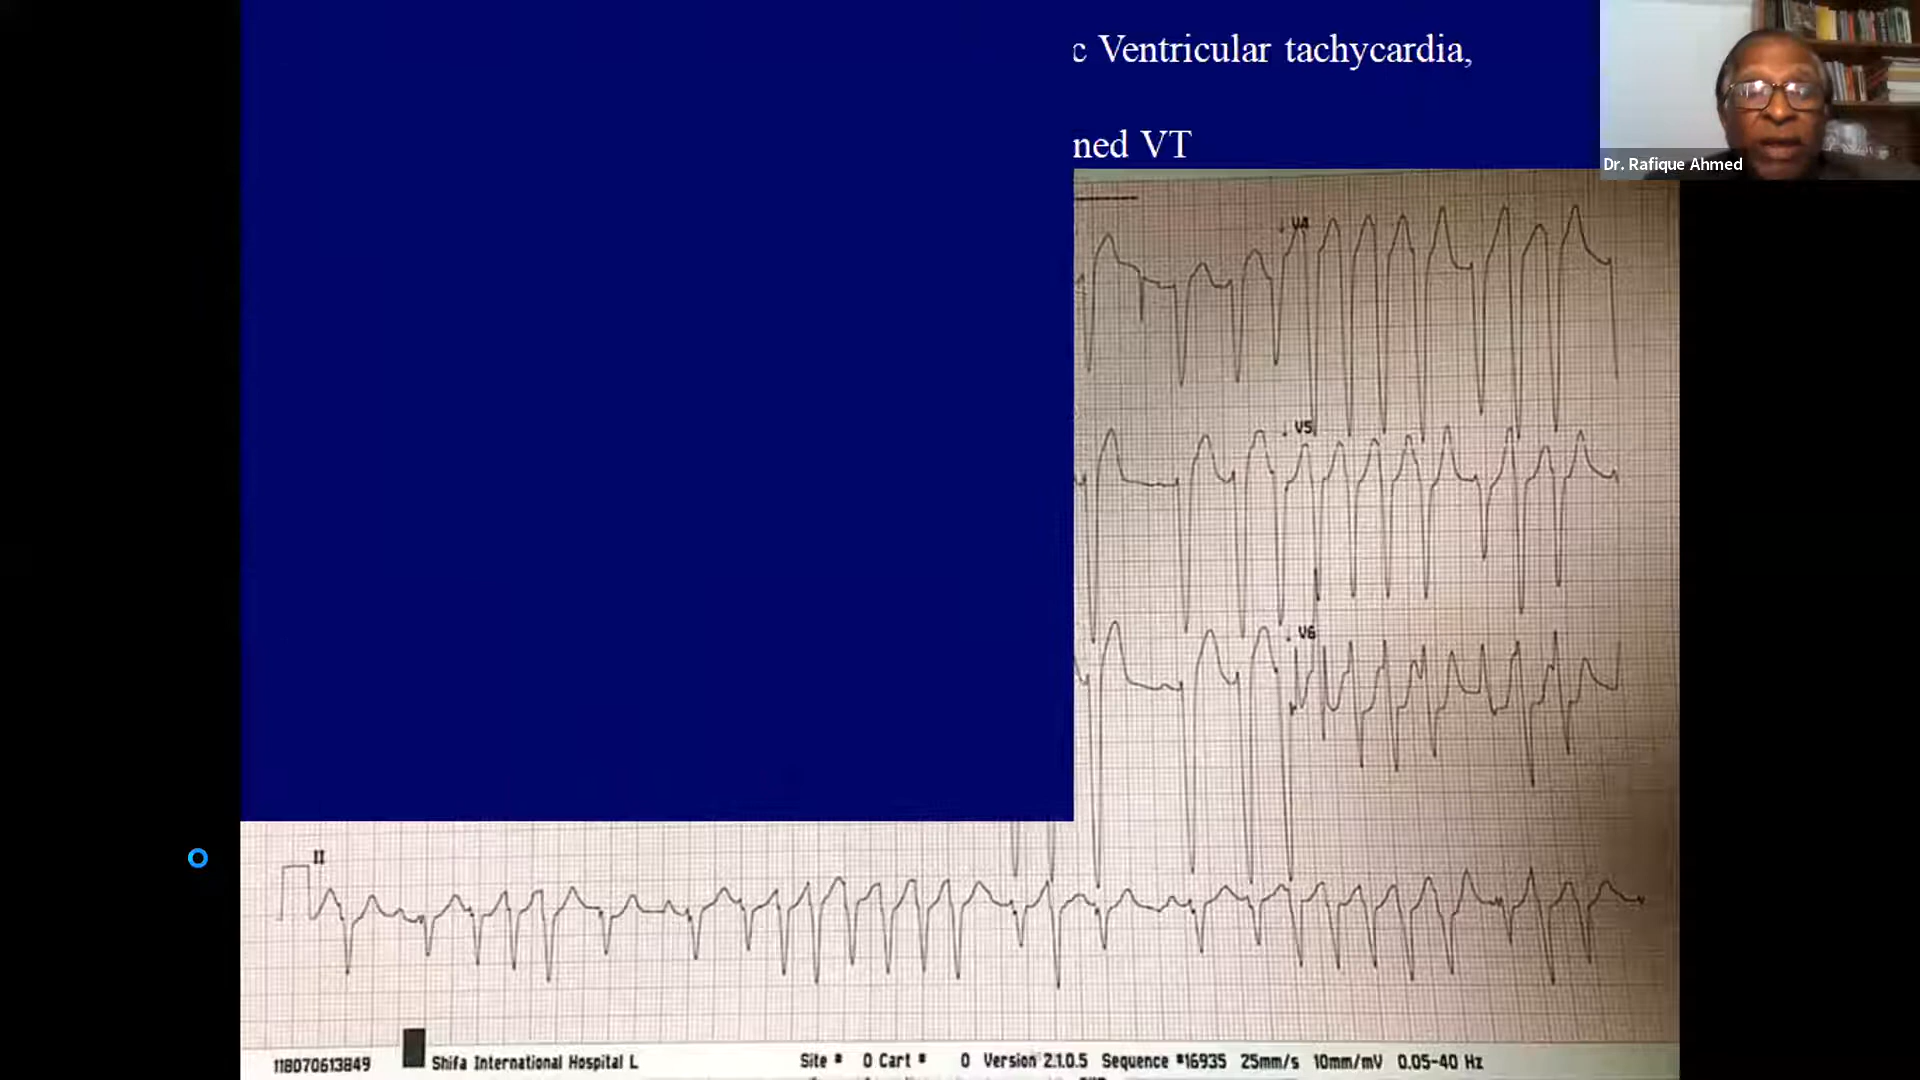 c Ventricular tachycardia,
ned VT
Dr. Rafique Ahmed
V4
V5
V6
II
118070613849
Shifa International Hospital L
Site # 0 Cart # 0 Version 2.1.0.5 Sequence #16935 25mm/s 10mm/mV 0.05-40 Hz